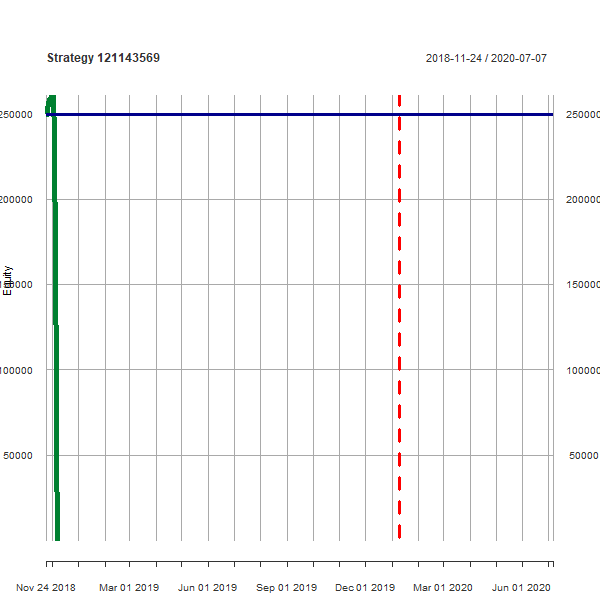 Strategy 121143569
2018-11-24 / 2020-07-07
250000 250000
200000 200000
Equity
150000 150000
100000 100000
50000 50000
Nov 24 2018 Mar 01 2019 Jun 01 2019 Sep 01 2019 Dec 01 2019 Mar 01 2020 Jun 01 2020